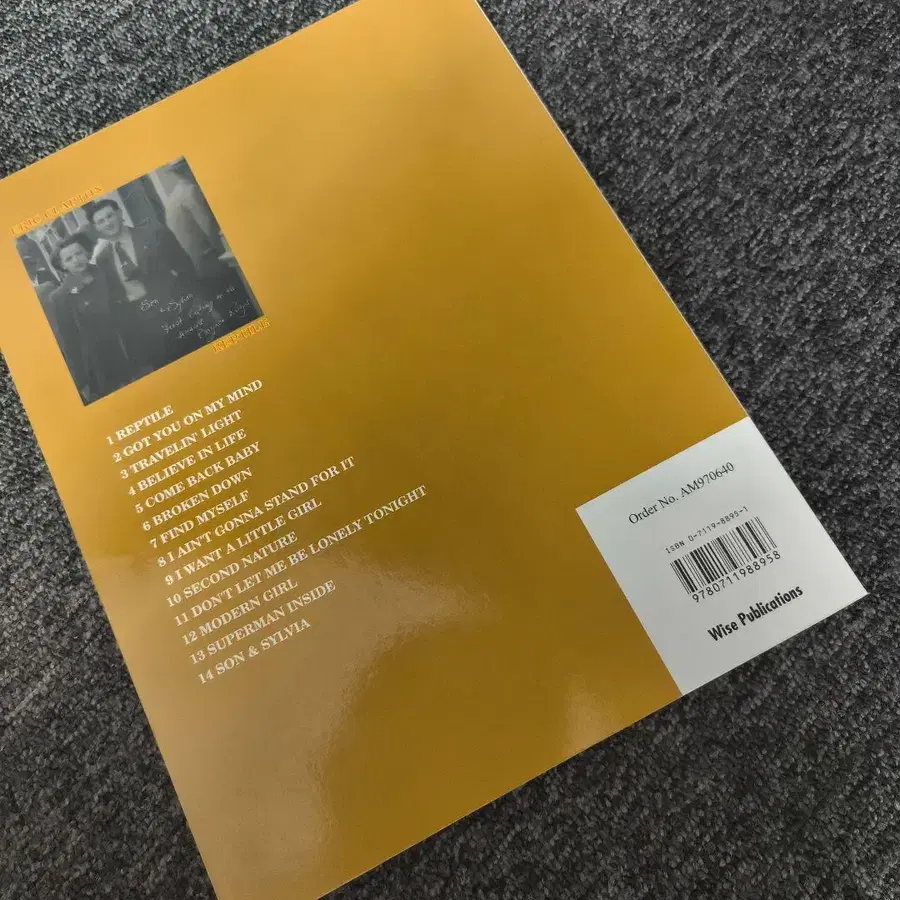 ERIC CLAPTON
Son
& Sylvia
REPTILE
1 REPTILE
2 GOT YOU ON MY MIND
3 TRAVELIN' LIGHT
4 BELIEVE IN LIFE
5 COME BACK BABY
6 BROKEN DOWN
7 FIND MYSELF
8 I AIN'T GONNA STAND FOR IT
9 I WANT A LITTLE GIRL
10 SECOND NATURE
11 DON'T LET ME BE LONELY TONIGHT
12 MODERN GIRL
13 SUPERMAN INSIDE
14 SON & SYLVIA
Order No. AM970640
ISBN 0-7119-8895-1
9780711988958
Wise Publications